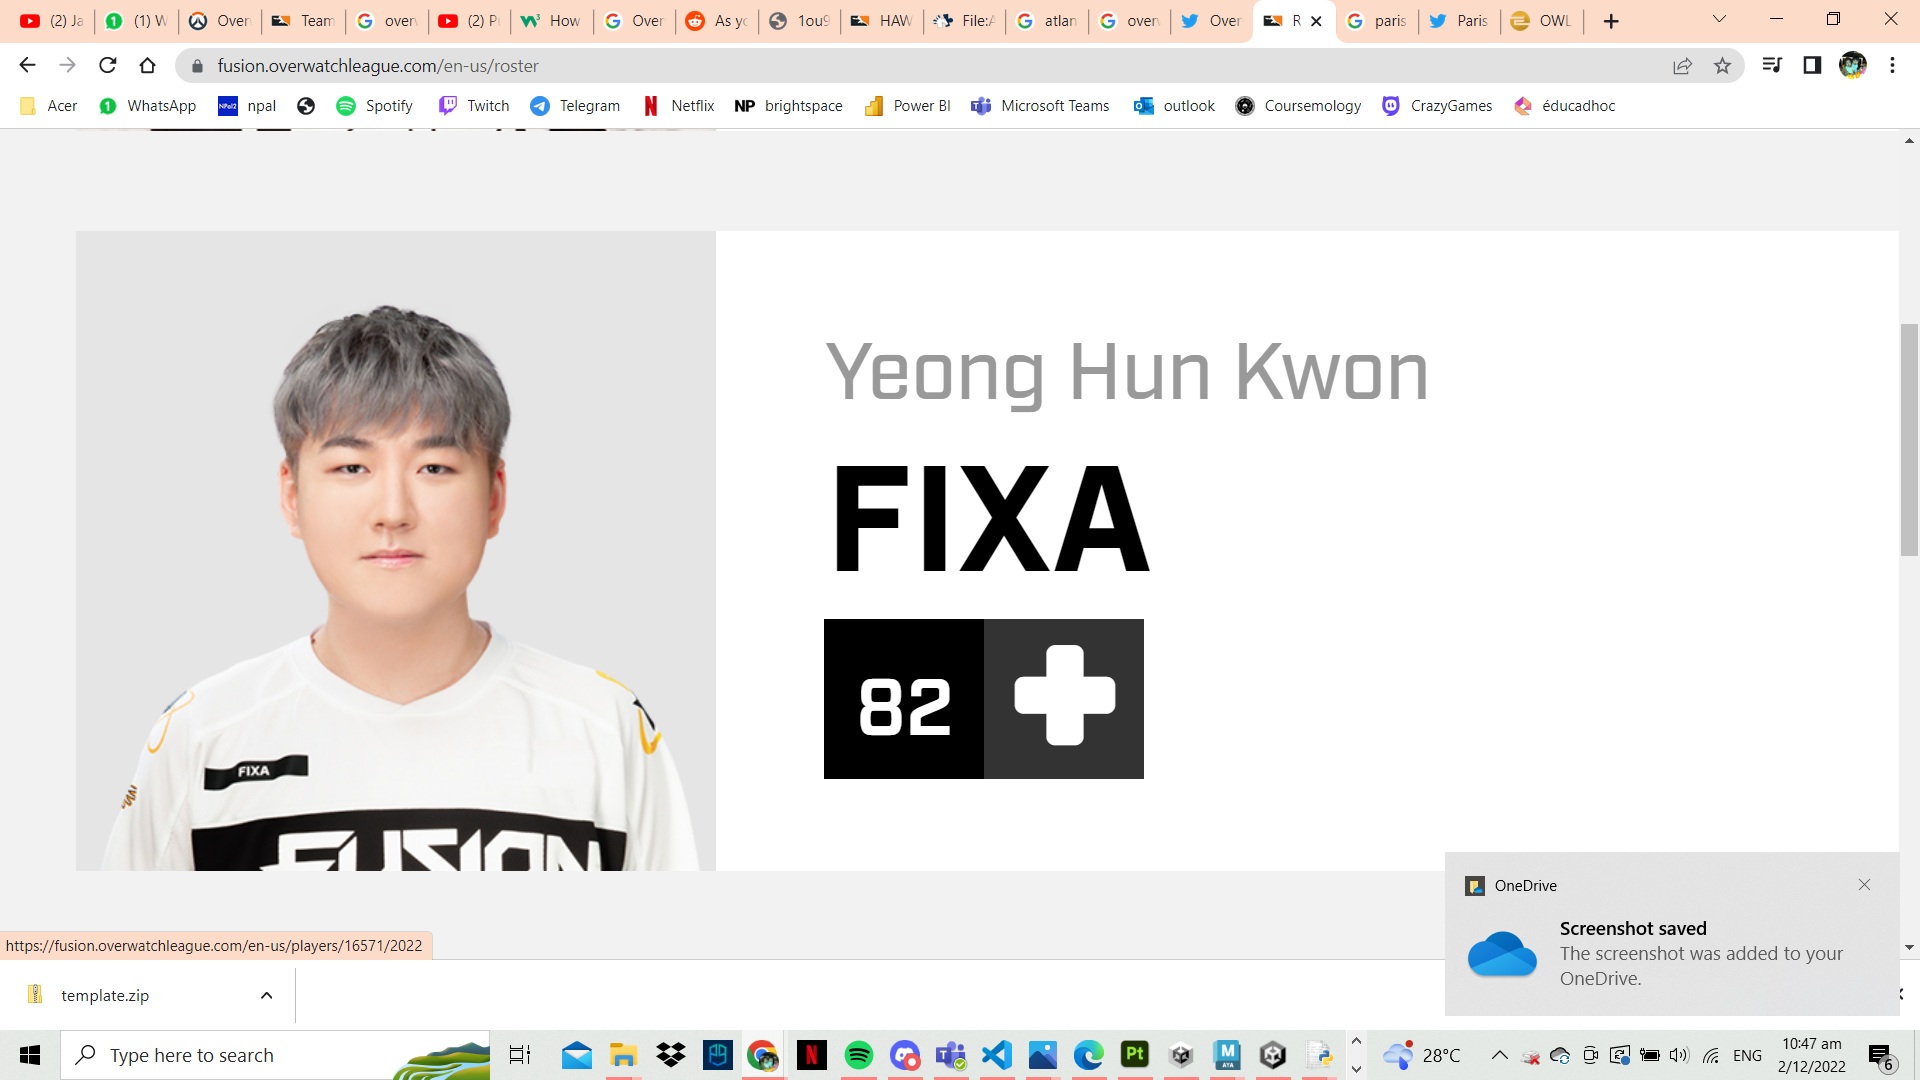 (2) Ja
(1) W
Over
Team
over
(2) P
How
Over
As yo
1ou9
HAW
File:A
atlan
over
Over
R
paris
Paris
OWL
fusion.overwatchleague.com/en-us/roster
Acer
WhatsApp
npal
Spotify
Twitch
Telegram
Netflix
NP brightspace
Power BI
Microsoft Teams
outlook
Coursemology
CrazyGames
éducadhoc
Yeong Hun Kwon
FIXA
82
FIXA
FUSION
OneDrive
Screenshot saved
The screenshot was added to your
OneDrive.
https://fusion.overwatchleague.com/en-us/players/16571/2022
template.zip
Type here to search
Pt
28°C
ENG
10:47 am
2/12/2022
6